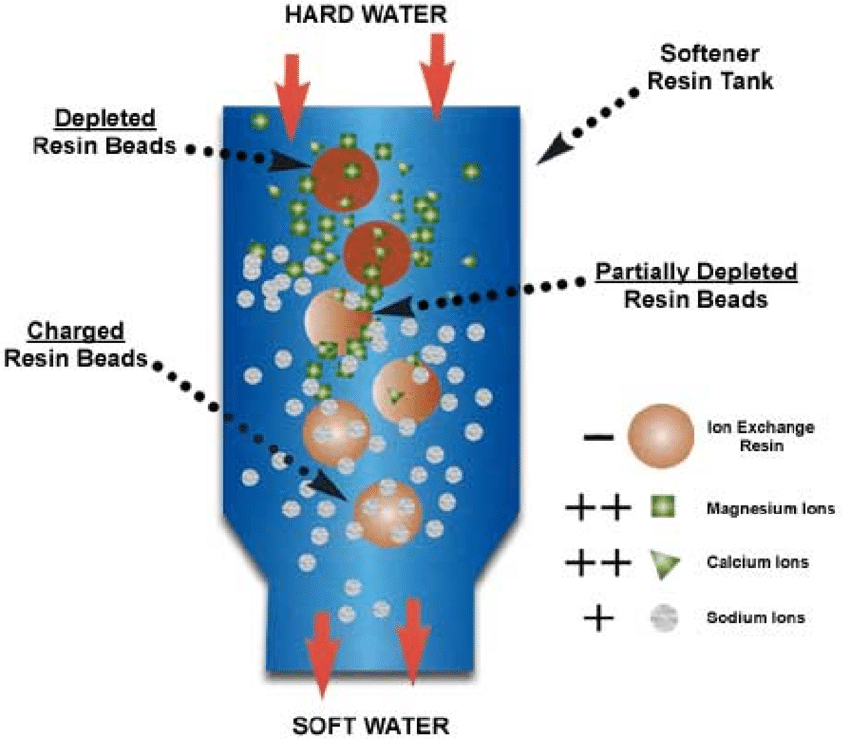 HARD WATER
Softener
Resin Tank
Depleted
Resin Beads
Partially Depleted
Resin Beads
Charged
Resin Beads
− Ion Exchange
Resin
++ Magnesium Ions
++ Calcium Ions
+ Sodium Ions
SOFT WATER